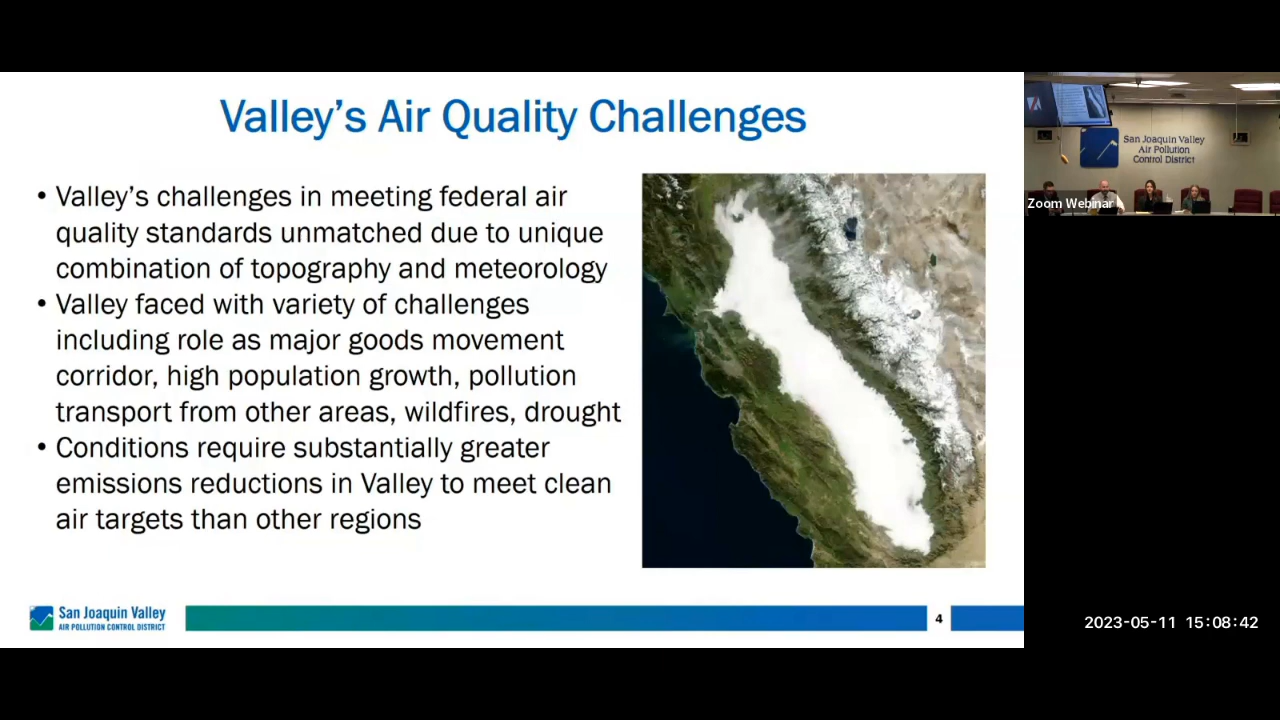 Valley's Air Quality Challenges
• Valley's challenges in meeting federal air
quality standards unmatched due to unique
combination of topography and meteorology
• Valley faced with variety of challenges
including role as major goods movement
corridor, high population growth, pollution
transport from other areas, wildfires, drought
• Conditions require substantially greater
emissions reductions in Valley to meet clean
air targets than other regions
San Joaquin Valley
AIR POLLUTION CONTROL DISTRICT
4
San Joaquin Valley
Air Pollution
Control District
Zoom Webinar
2023-05-11 15:08:42